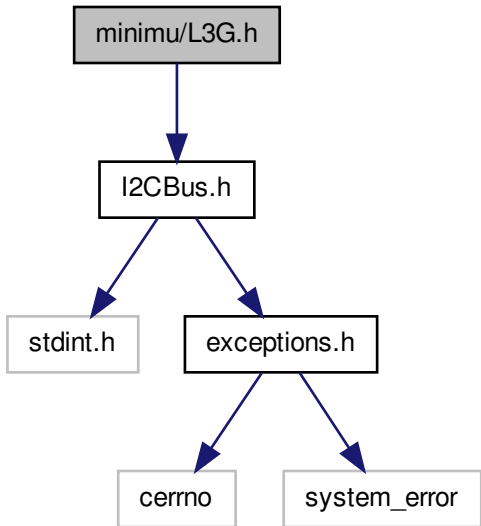 minimu/L3G.h
I2CBus.h
stdint.h
exceptions.h
cerrno
system_error